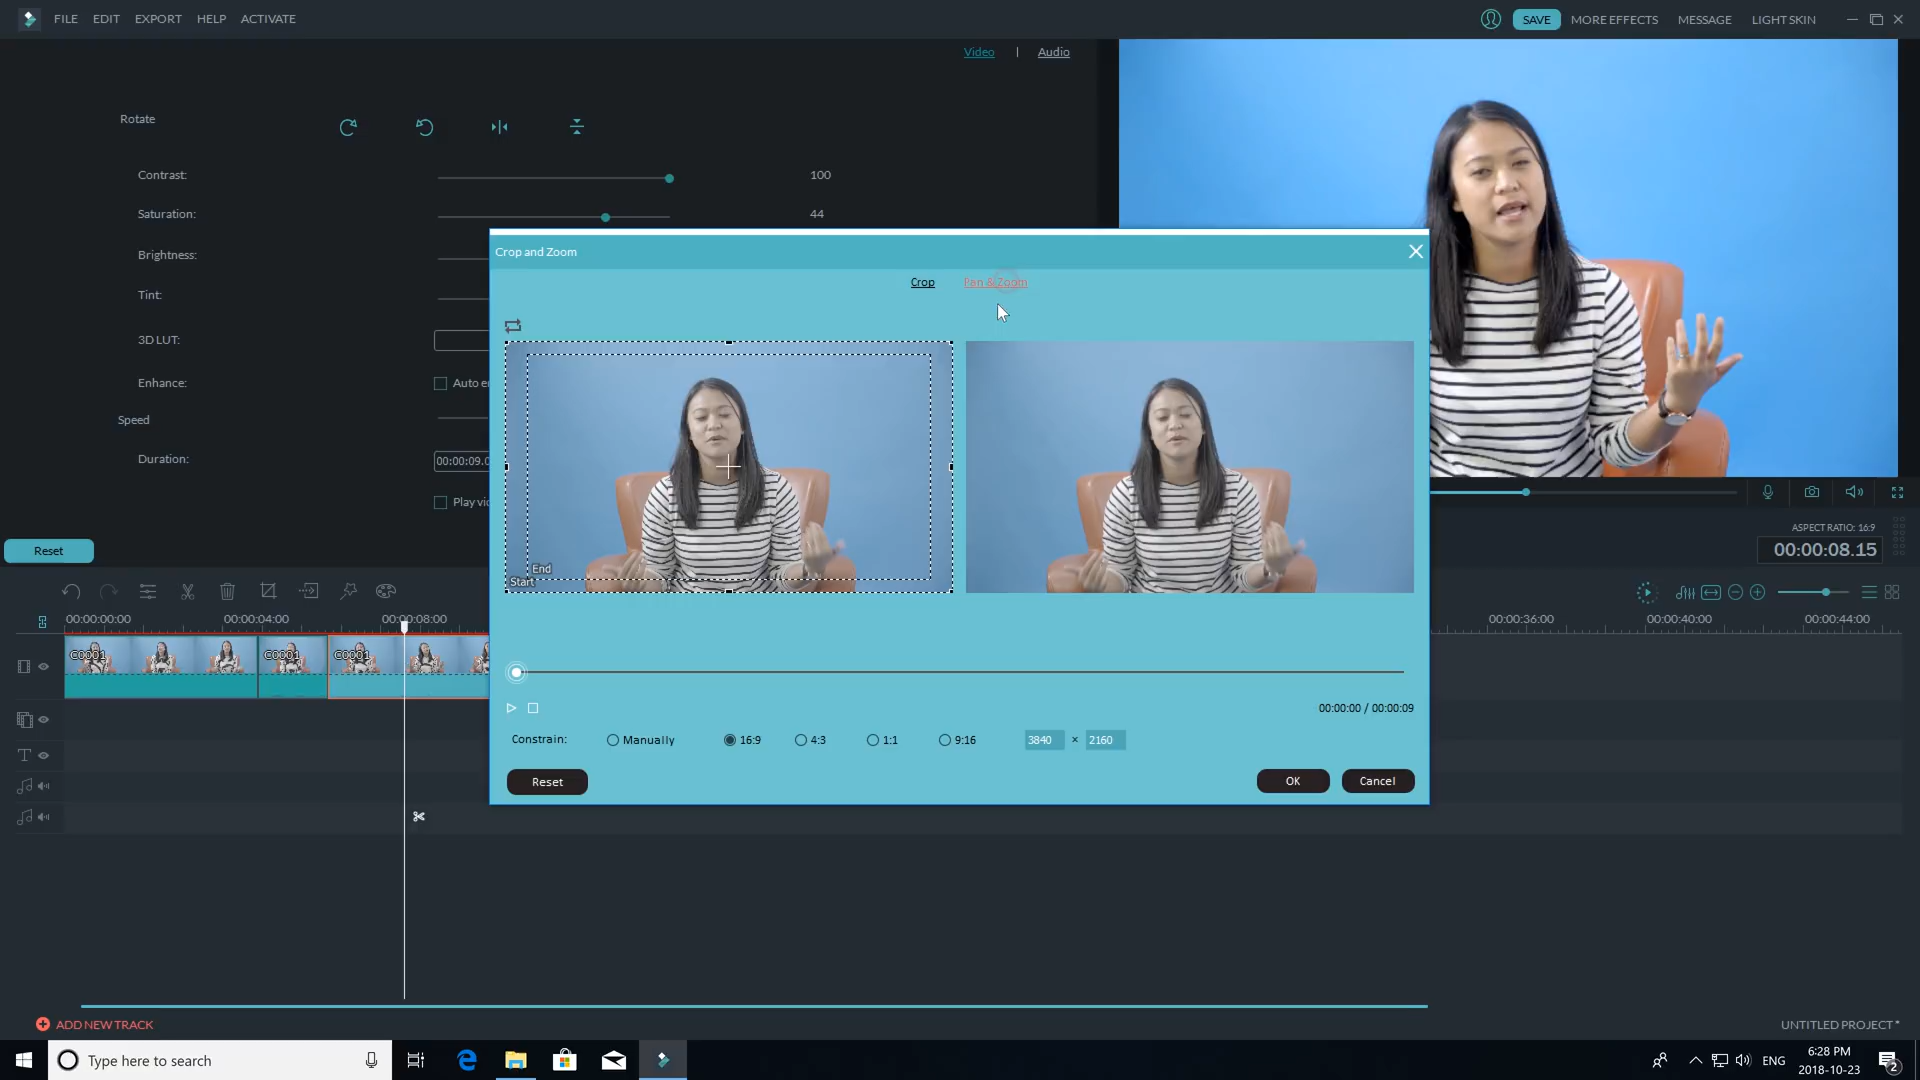 FILE EDIT EXPORT HELP ACTIVATE SAVE MORE EFFECTS MESSAGE LIGHT SKIN
Video | Audio
Rotate
Contrast: 100
Saturation: 44
Brightness:
Tint:
3D LUT:
Enhance: Auto
Speed
Duration: 00:00:09.0
Play
Reset
Crop and Zoom
Crop Pan & Zoom
End
Start
00:00:00 / 00:00:09
Constrain: Manually 16:9 4:3 1:1 9:16 3840 × 2160
Reset OK Cancel
ASPECT RATIO: 16:9
00:00:08.15
00:00:00:00 00:00:04:00 00:00:08:00 00:00:36:00 00:00:40:00 00:00:44:00
C0001 C0001 C0001
ADD NEW TRACK UNTITLED PROJECT *
Type here to search ENG 6:28 PM
2018-10-23 2